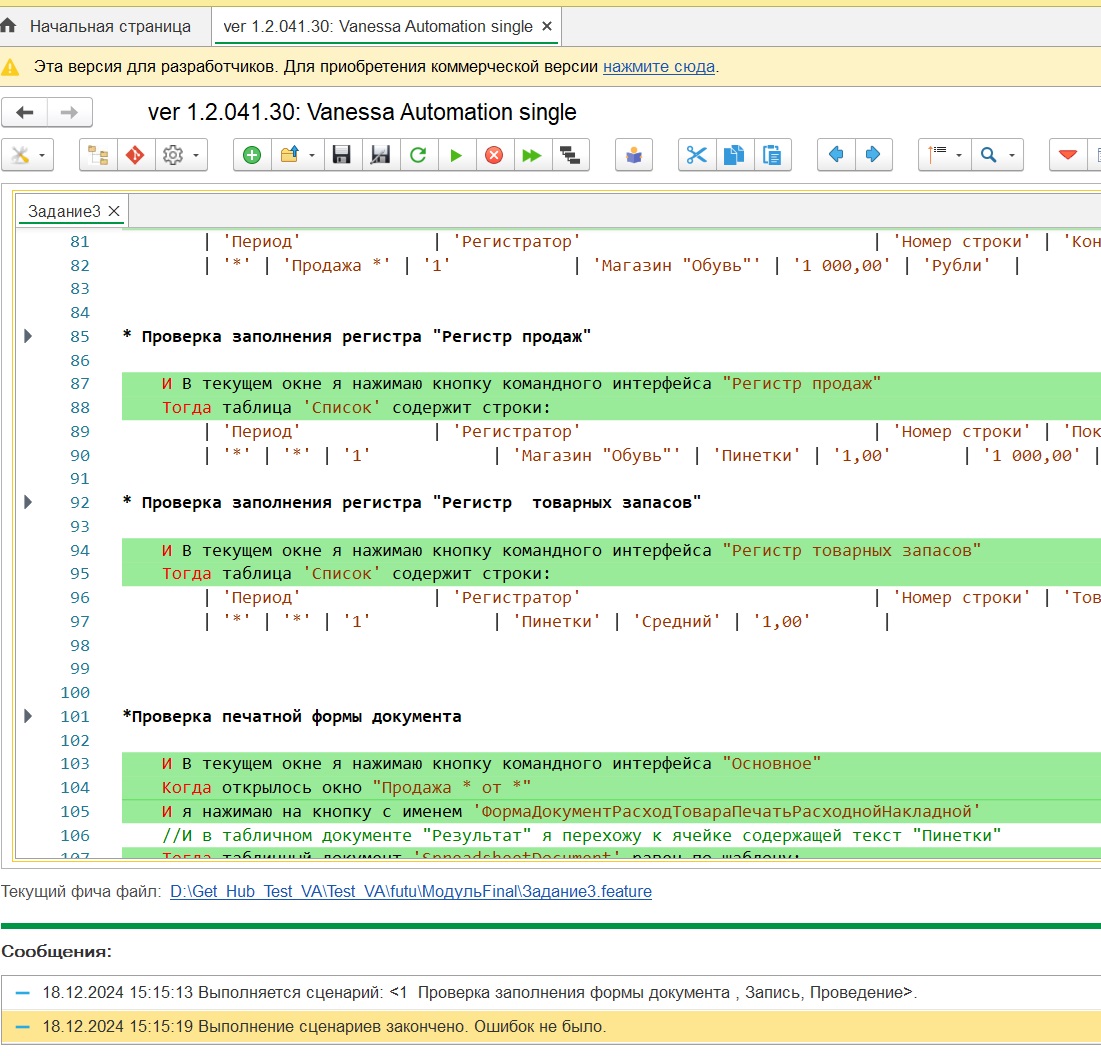 Начальная страница
ver 1.2.041.30: Vanessa Automation single ×
Эта версия для разработчиков. Для приобретения коммерческой версии нажмите сюда.
ver 1.2.041.30: Vanessa Automation single
Задание3 ×
81 | 'Период' | 'Регистратор' | 'Номер строки' | 'Кон
82 | '*' | 'Продажа *' | '1' | 'Магазин "Обувь"' | '1 000,00' | 'Рубли' |
83
84
85 * Проверка заполнения регистра "Регистр продаж"
86
87 И В текущем окне я нажимаю кнопку командного интерфейса "Регистр продаж"
88 Тогда таблица 'Список' содержит строки:
89 | 'Период' | 'Регистратор' | 'Номер строки' | 'Пок
90 | '*' | '*' | '1' | 'Магазин "Обувь"' | 'Пинетки' | '1,00' | '1 000,00' |
91
92 * Проверка заполнения регистра "Регистр товарных запасов"
93
94 И В текущем окне я нажимаю кнопку командного интерфейса "Регистр товарных запасов"
95 Тогда таблица 'Список' содержит строки:
96 | 'Период' | 'Регистратор' | 'Номер строки' | 'Тов
97 | '*' | '*' | '1' | 'Пинетки' | 'Средний' | '1,00' |
98
99
100
101 *Проверка печатной формы документа
102
103 И В текущем окне я нажимаю кнопку командного интерфейса "Основное"
104 Когда открылось окно "Продажа * от *"
105 И я нажимаю на кнопку с именем 'ФормаДокументРасходТовараПечатьРасходнойНакладной'
106 //И в табличном документе "Результат" я перехожу к ячейке содержащей текст "Пинетки"
107 Тогда табличный документ 'SpreadsheetDocument' равен по шаблону:
Текущий фича файл: D:\Get_Hub_Test_VA\Test_VA\futu\МодульFinal\Задание3.feature
Сообщения:
18.12.2024 15:15:13 Выполняется сценарий: <1 Проверка заполнения формы документа , Запись, Проведение>.
18.12.2024 15:15:19 Выполнение сценариев закончено. Ошибок не было.